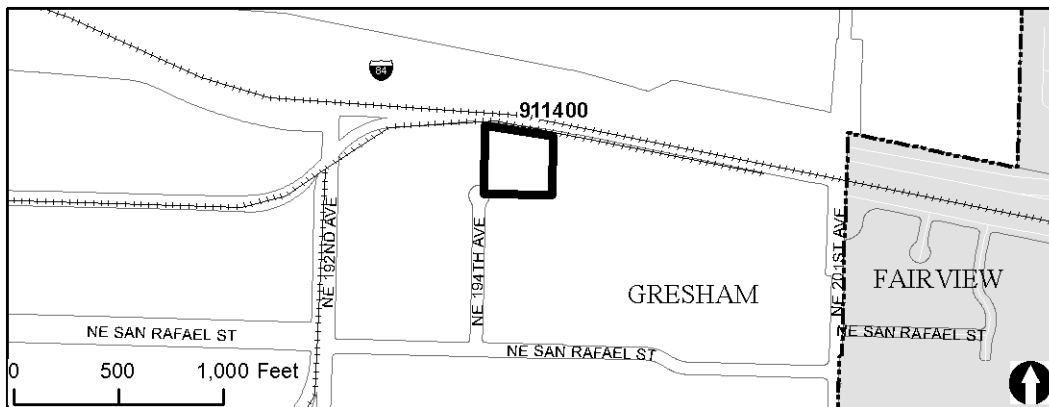 84
911400
NE 192ND AVE
NE 194TH AVE
NE 201ST AVE
GRESHAM
FAIRVIEW
NE SAN RAFAEL ST
NE SAN RAFAEL ST
NE SAN RAFAEL ST
0 500 1,000 Feet